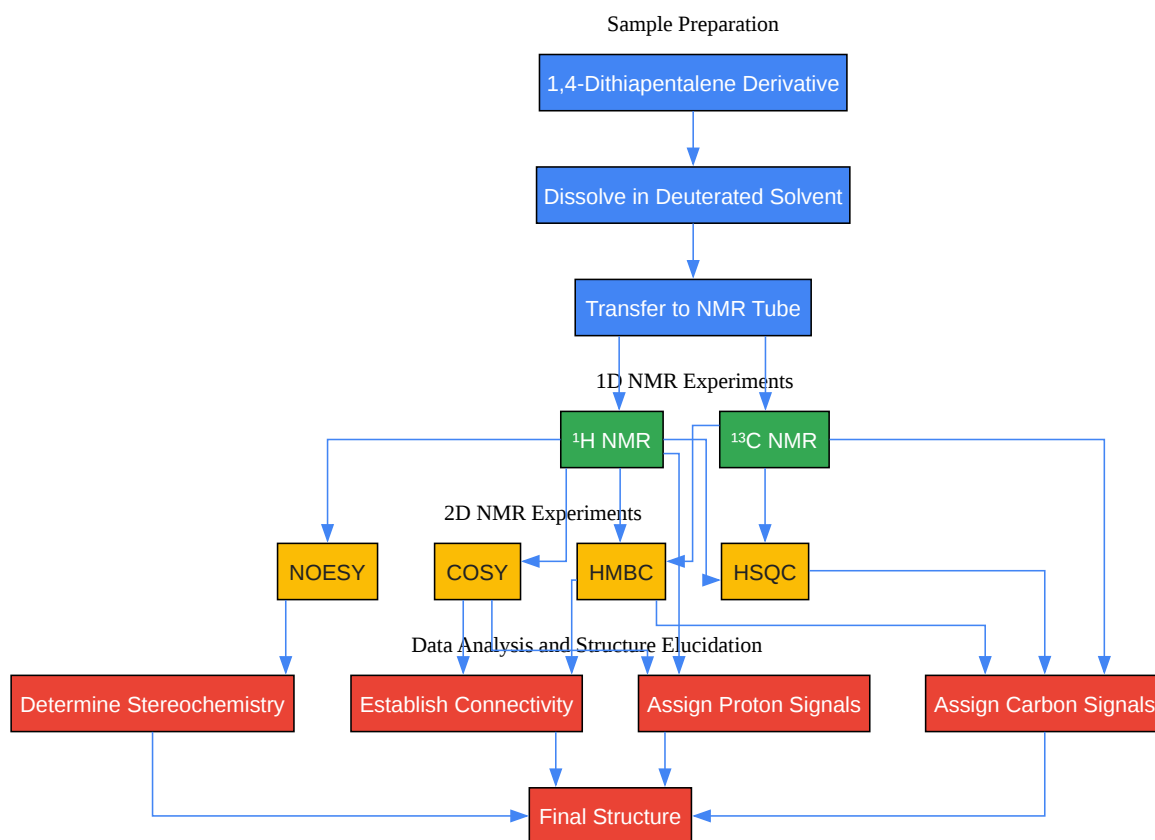 Sample Preparation
1,4-Dithiapentalene Derivative
Dissolve in Deuterated Solvent
Transfer to NMR Tube
1D NMR Experiments
¹H NMR
¹³C NMR
2D NMR Experiments
NOESY
COSY
HMBC
HSQC
Data Analysis and Structure Elucidation
Determine Stereochemistry
Establish Connectivity
Assign Proton Signals
Assign Carbon Signals
Final Structure